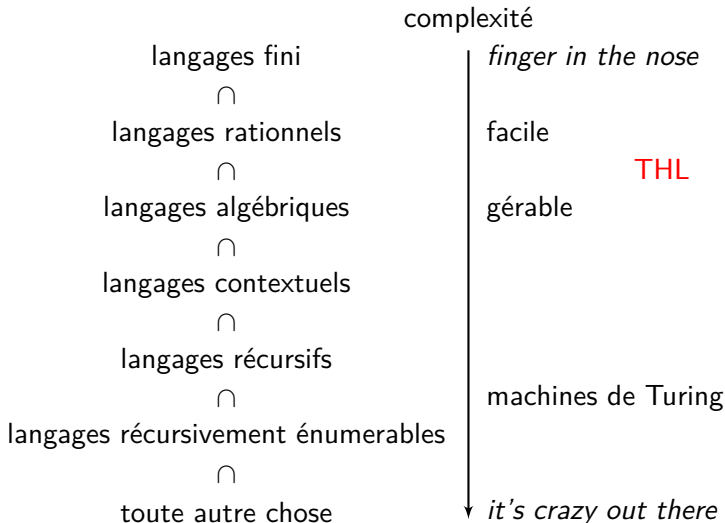 complexité
langages fini finger in the nose
∩
langages rationnels facile
∩ THL
langages algébriques gérable
∩
langages contextuels
∩
langages récursifs
∩ machines de Turing
langages récursivement énumerables
∩
toute autre chose it's crazy out there